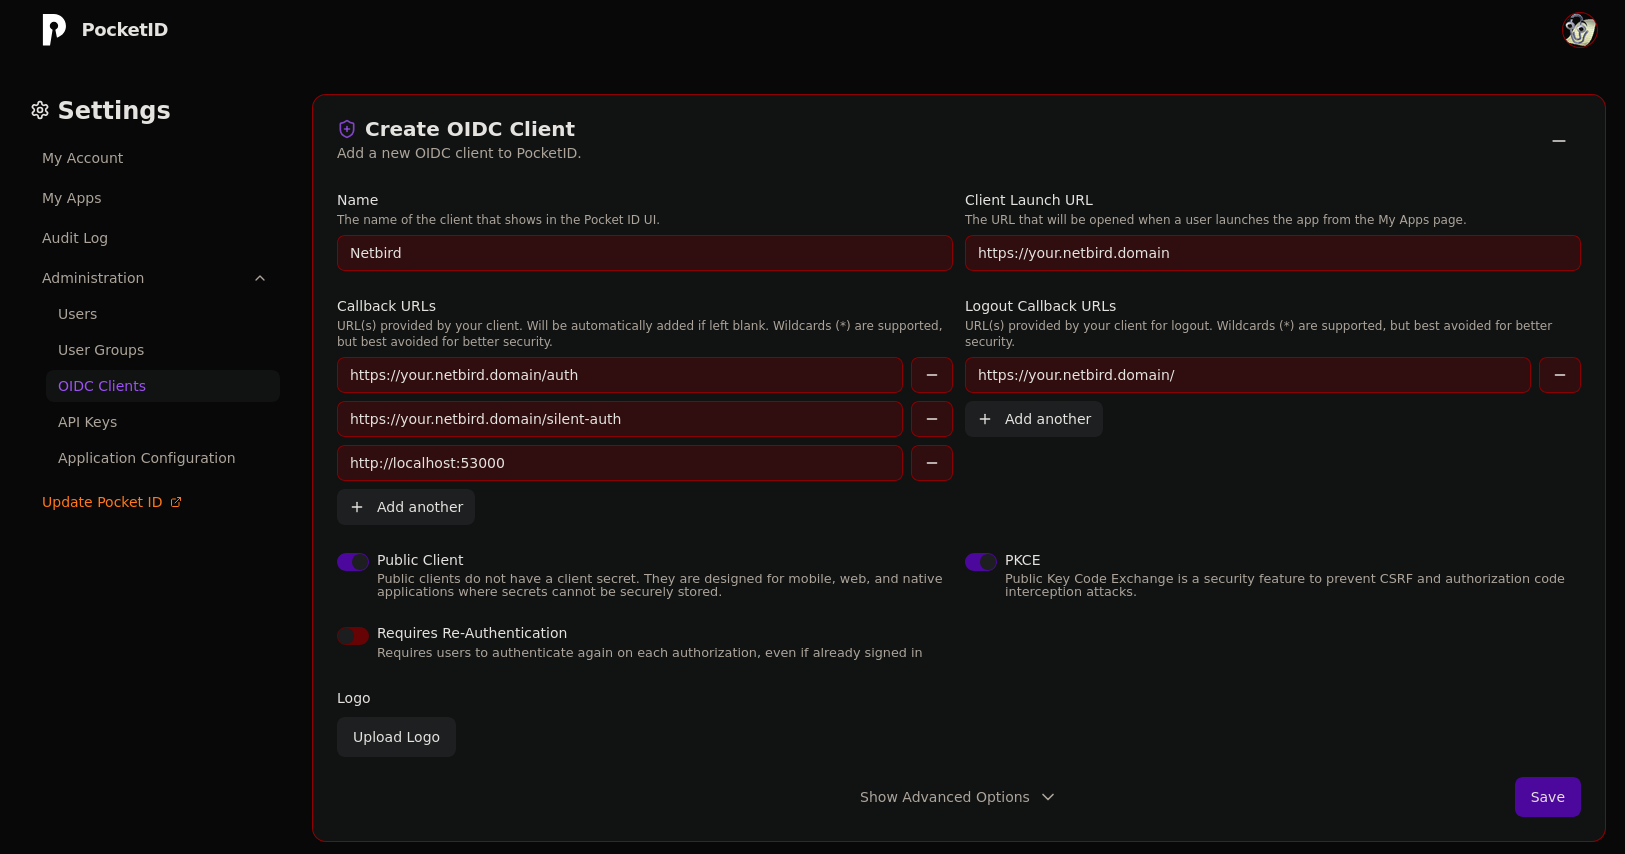 PocketID
Settings
My Account
My Apps
Audit Log
Administration
Users
User Groups
OIDC Clients
API Keys
Application Configuration
Update Pocket ID
Create OIDC Client
Add a new OIDC client to PocketID.
Name
The name of the client that shows in the Pocket ID UI.
Netbird
Client Launch URL
The URL that will be opened when a user launches the app from the My Apps page.
https://your.netbird.domain
Callback URLs
URL(s) provided by your client. Will be automatically added if left blank. Wildcards (*) are supported,
but best avoided for better security.
https://your.netbird.domain/auth
https://your.netbird.domain/silent-auth
http://localhost:53000
Add another
Logout Callback URLs
URL(s) provided by your client for logout. Wildcards (*) are supported, but best avoided for better
security.
https://your.netbird.domain/
Add another
Public Client
Public clients do not have a client secret. They are designed for mobile, web, and native
applications where secrets cannot be securely stored.
PKCE
Public Key Code Exchange is a security feature to prevent CSRF and authorization code
interception attacks.
Requires Re-Authentication
Requires users to authenticate again on each authorization, even if already signed in
Logo
Upload Logo
Show Advanced Options
Save